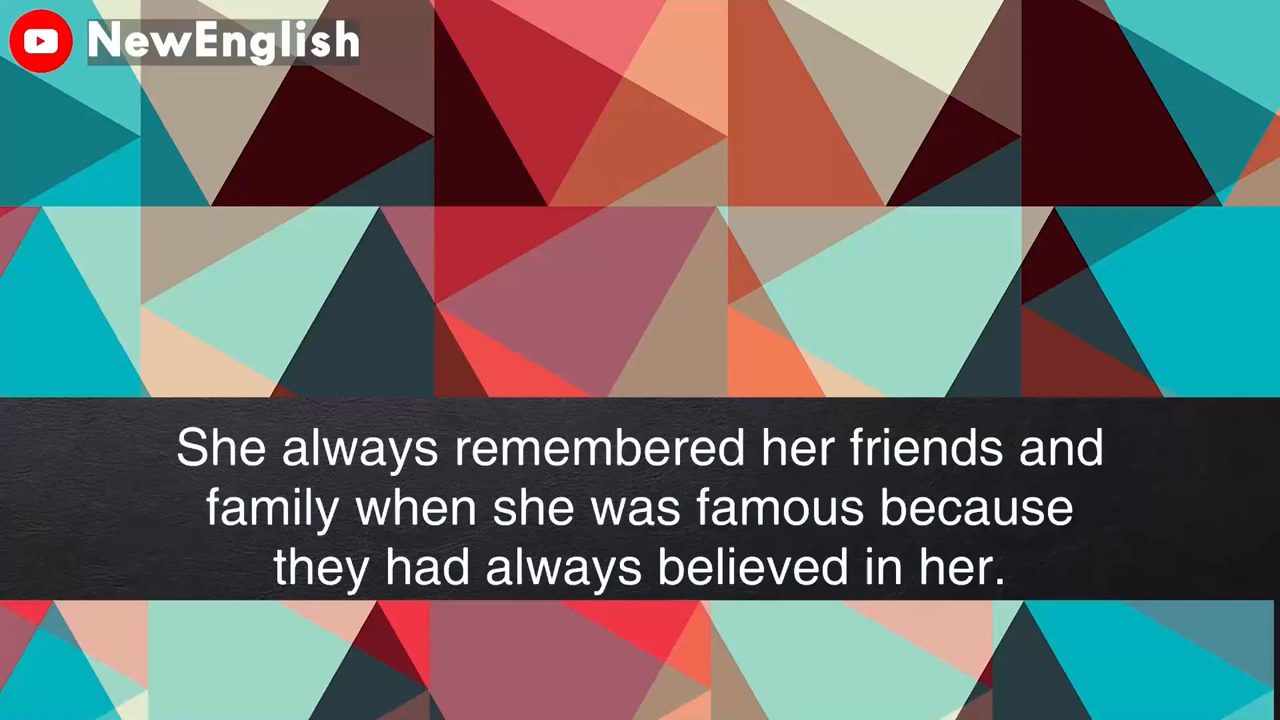 NewEnglish
She always remembered her friends and
family when she was famous because
they had always believed in her.